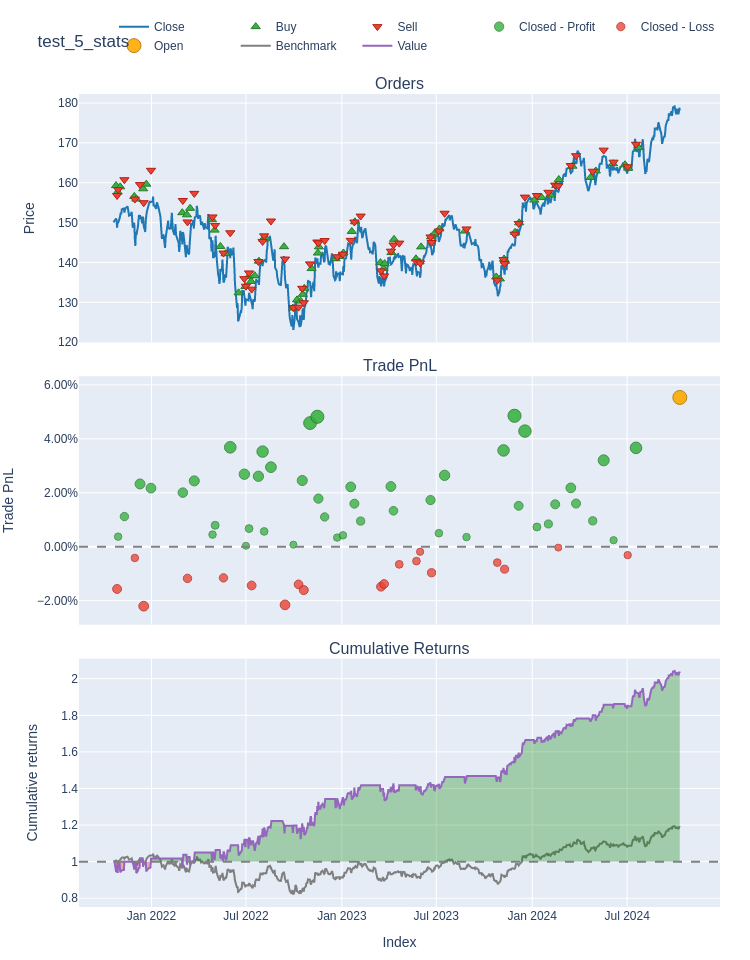 test_5_stats
Close
Buy
Sell
Closed - Profit
Closed - Loss
Open
Benchmark
Value
Orders
180
170
160
150
140
130
120
Price
Trade PnL
6.00%
4.00%
2.00%
0.00%
−2.00%
Trade PnL
Cumulative Returns
2
1.8
1.6
1.4
1.2
1
0.8
Cumulative returns
Jan 2022
Jul 2022
Jan 2023
Jul 2023
Jan 2024
Jul 2024
Index